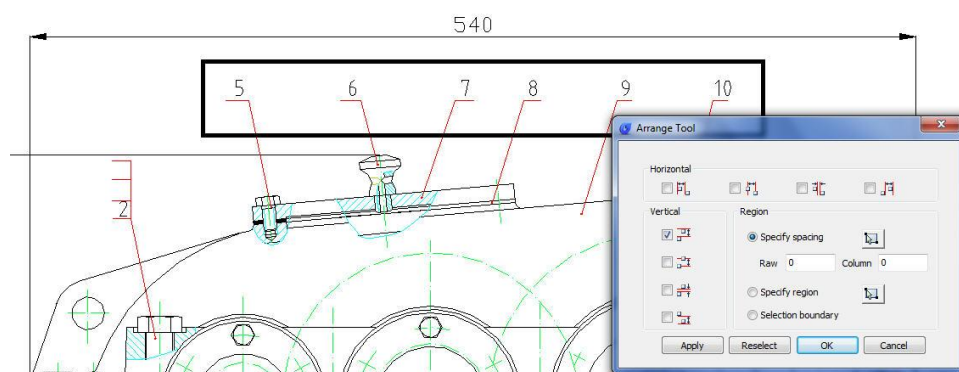 540
5 6 7 8 9 10
2
Arrange Tool
Horizontal
Vertical
Region
Specify spacing
Raw 0 Column 0
Specify region
Selection boundary
Apply Reselect OK Cancel